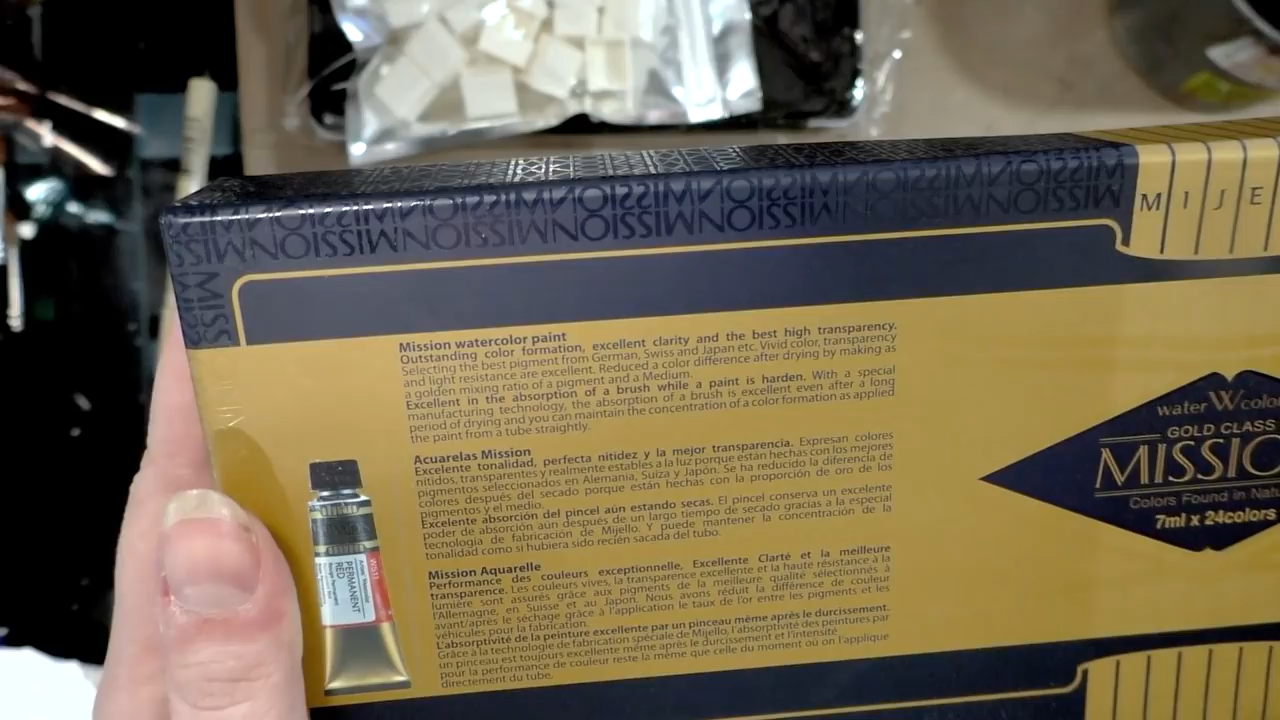 MISSION MISSION MISSION MISSION MISSION
M I J E
Mission watercolor paint
Outstanding color formation, excellent clarity and the best high transparency.
Selecting the best pigment from German, Swiss and Japan etc. Vivid color, transparency
and light resistance are excellent. Reduced a color difference after drying by making as
a golden mixing ratio of a pigment and a Medium.
Excellent in the absorption of a brush while a paint is harden. With a special
manufacturing technology, the absorption of a brush is excellent even after a long
period of drying and you can maintain the concentration of a color formation as applied
the paint from a tube straightly.
Acuarelas Mission
Excelente tonalidad, perfecta nitidez y la mejor transparencia. Expresan colores
nítidos, transparentes y realmente estables a la luz porque están hechas con los mejores
pigmentos seleccionados en Alemania, Suiza y Japón. Se ha reducido la diferencia de
colores después del secado porque están hechas con la proporción de oro de los
pigmentos y el medio.
Excelente absorción del pincel aún estando secas. El pincel conserva un excelente
poder de absorción aún después de un largo tiempo de secado gracias a la especial
tecnología de fabricación de Mijello. Y puede mantener la concentración de la
tonalidad como si hubiera sido recién sacada del tubo.
Mission Aquarelle
Performance des couleurs exceptionnelle, Excellente Clarté et la meilleure
transparence. Les couleurs vives, la transparence excellente et la haute résistance à la
lumière sont assurés grâce aux pigments de la meilleure qualité sélectionnés à
l'Allemagne, en Suisse et au Japon. Nous avons réduit la différence de couleur
avant/après le séchage grâce à l'application le taux de l'or entre les pigments et les
véhicules pour la fabrication.
L'absorptivité de la peinture excellente par un pinceau même après le durcissement.
Grâce à la technologie de fabrication spéciale de Mijello, l'absorptivité des peintures par
un pinceau est toujours excellente même après le durcissement et l'intensité
pour la performance de couleur reste la même que celle du moment où on l'applique
directement du tube.
W531
PERMANENT
RED
water W colou
GOLD CLASS
MISSIO
Colors Found in Natu
7ml x 24colors